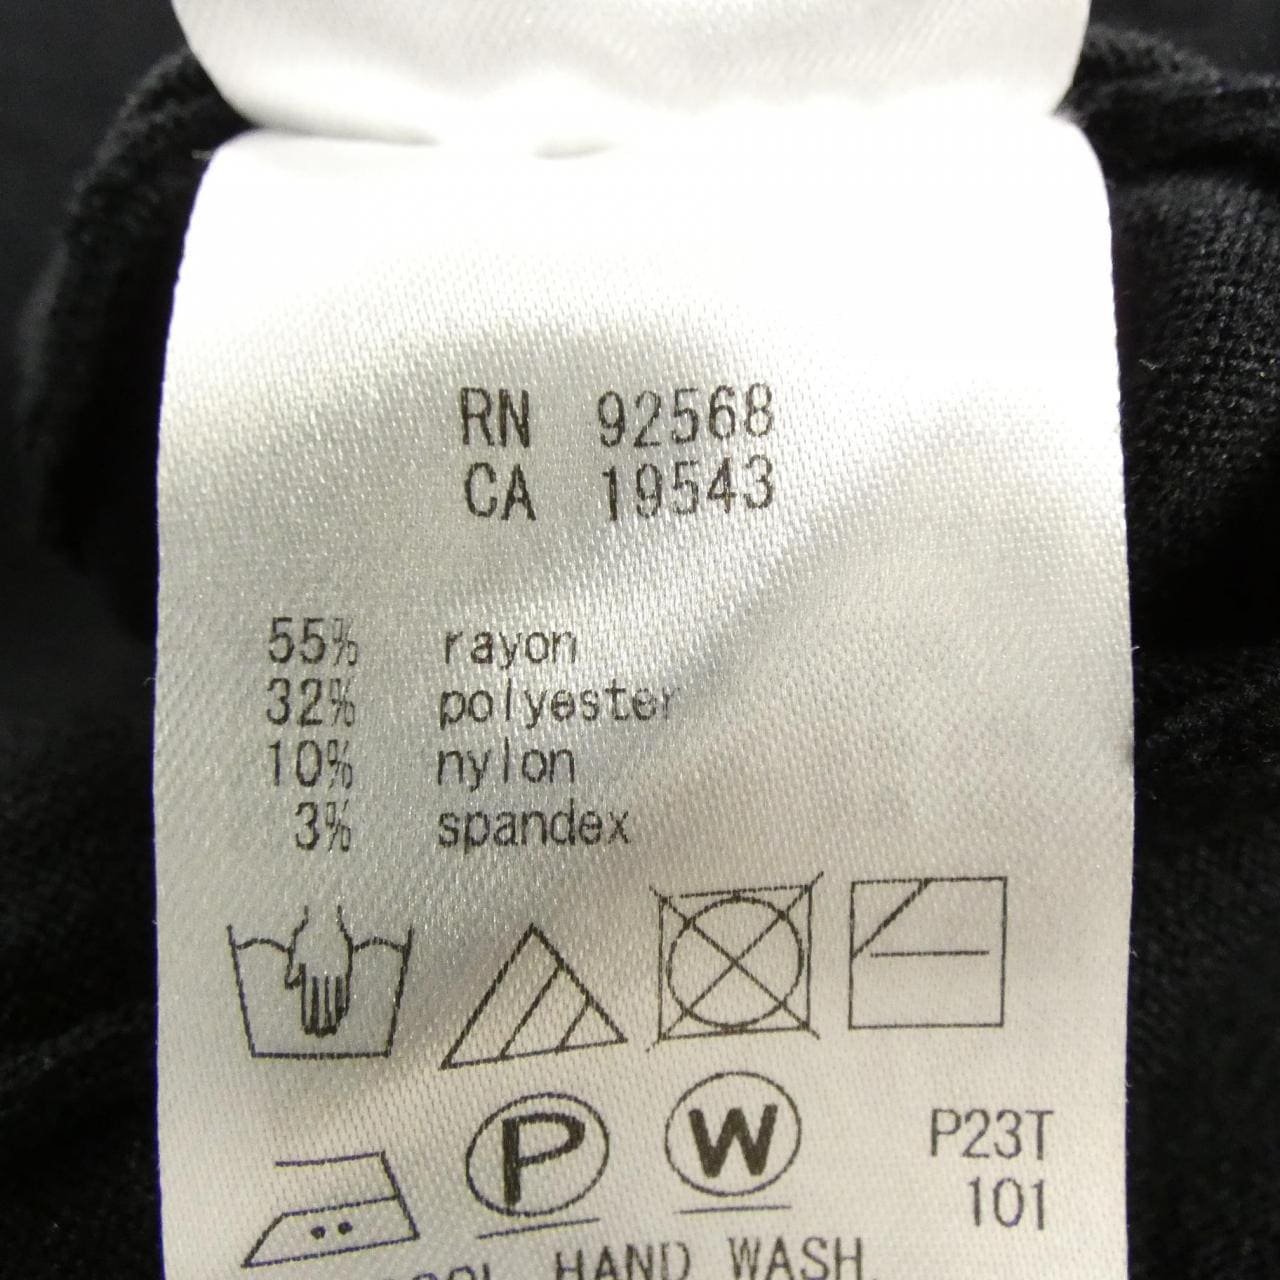 RN 92568
CA 19543
55% rayon
32% polyester
10% nylon
3% spandex
P W
P23T
101
HAND WASH